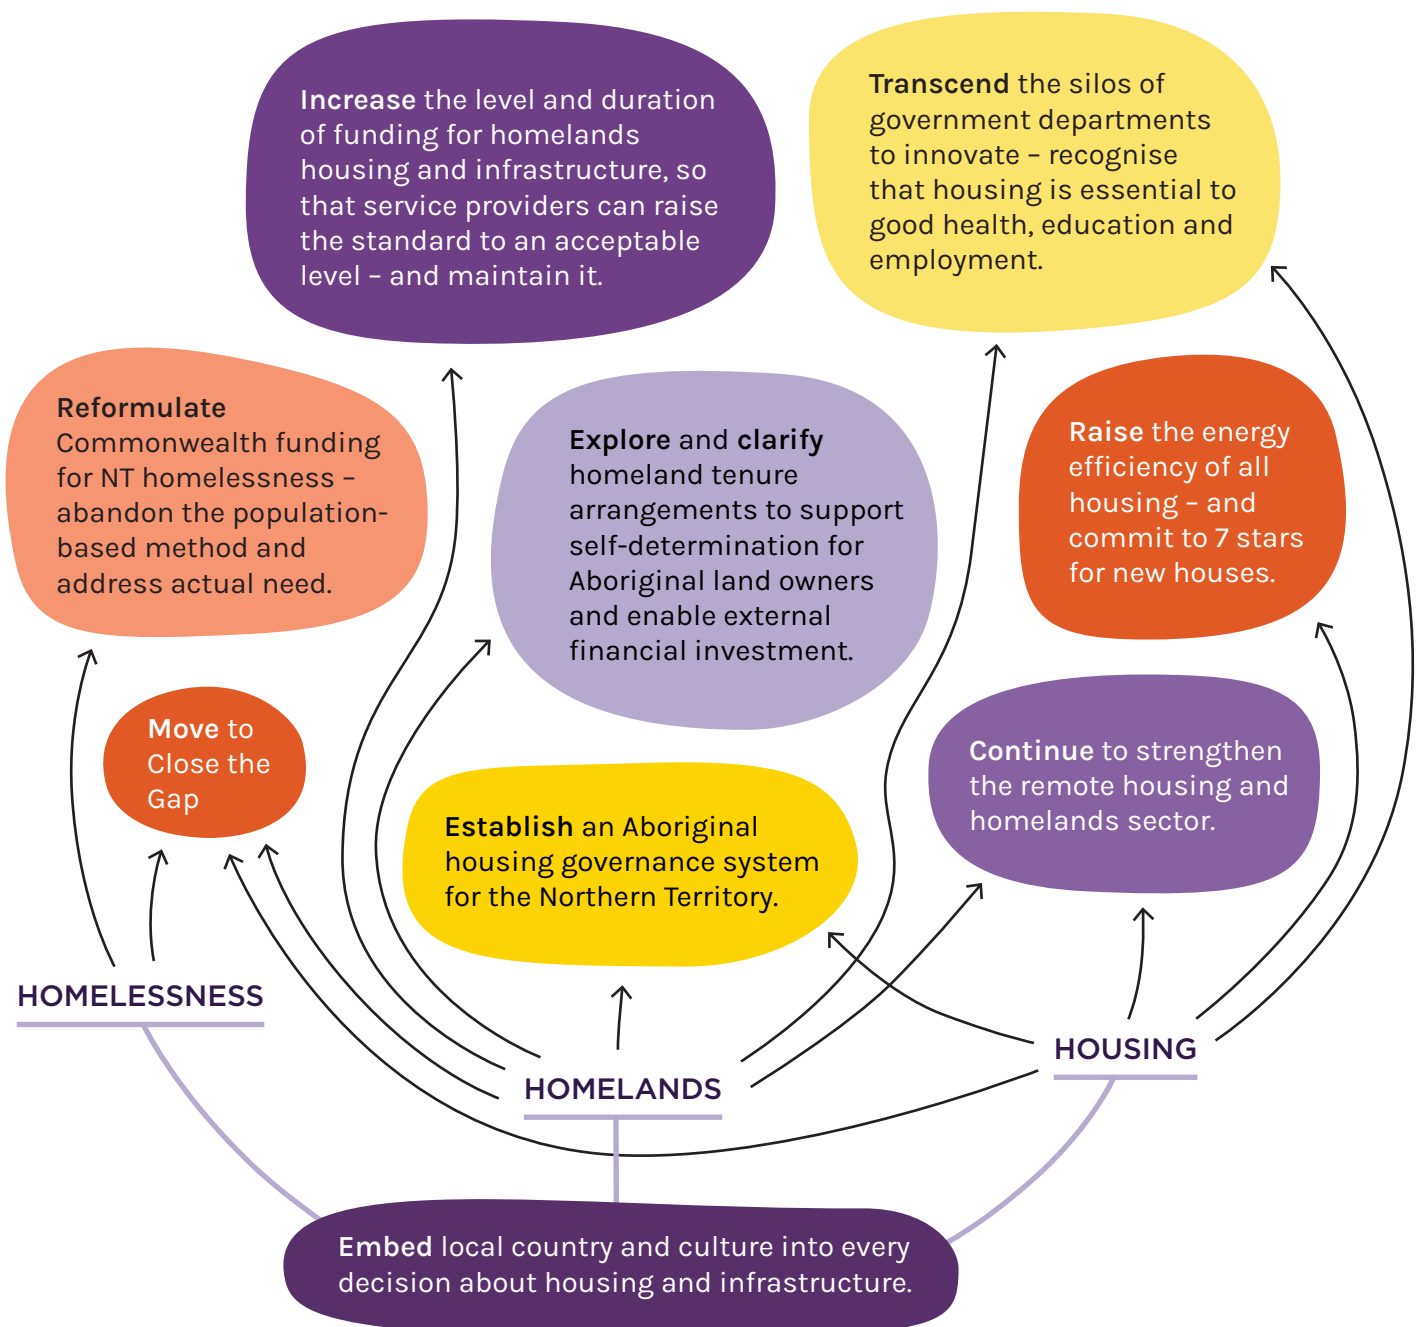 Increase the level and duration
of funding for homelands
housing and infrastructure, so
that service providers can raise
the standard to an acceptable
level – and maintain it.
Transcend the silos of
government departments
to innovate – recognise
that housing is essential to
good health, education and
employment.
Reformulate
Commonwealth funding
for NT homelessness –
abandon the population-
based method and
address actual need.
Explore and clarify
homeland tenure
arrangements to support
self-determination for
Aboriginal land owners
and enable external
financial investment.
Raise the energy
efficiency of all
housing – and
commit to 7 stars
for new houses.
Move to
Close the
Gap
Establish an Aboriginal
housing governance system
for the Northern Territory.
Continue to strengthen
the remote housing and
homelands sector.
HOMELESSNESS
HOMELANDS
HOUSING
Embed local country and culture into every
decision about housing and infrastructure.